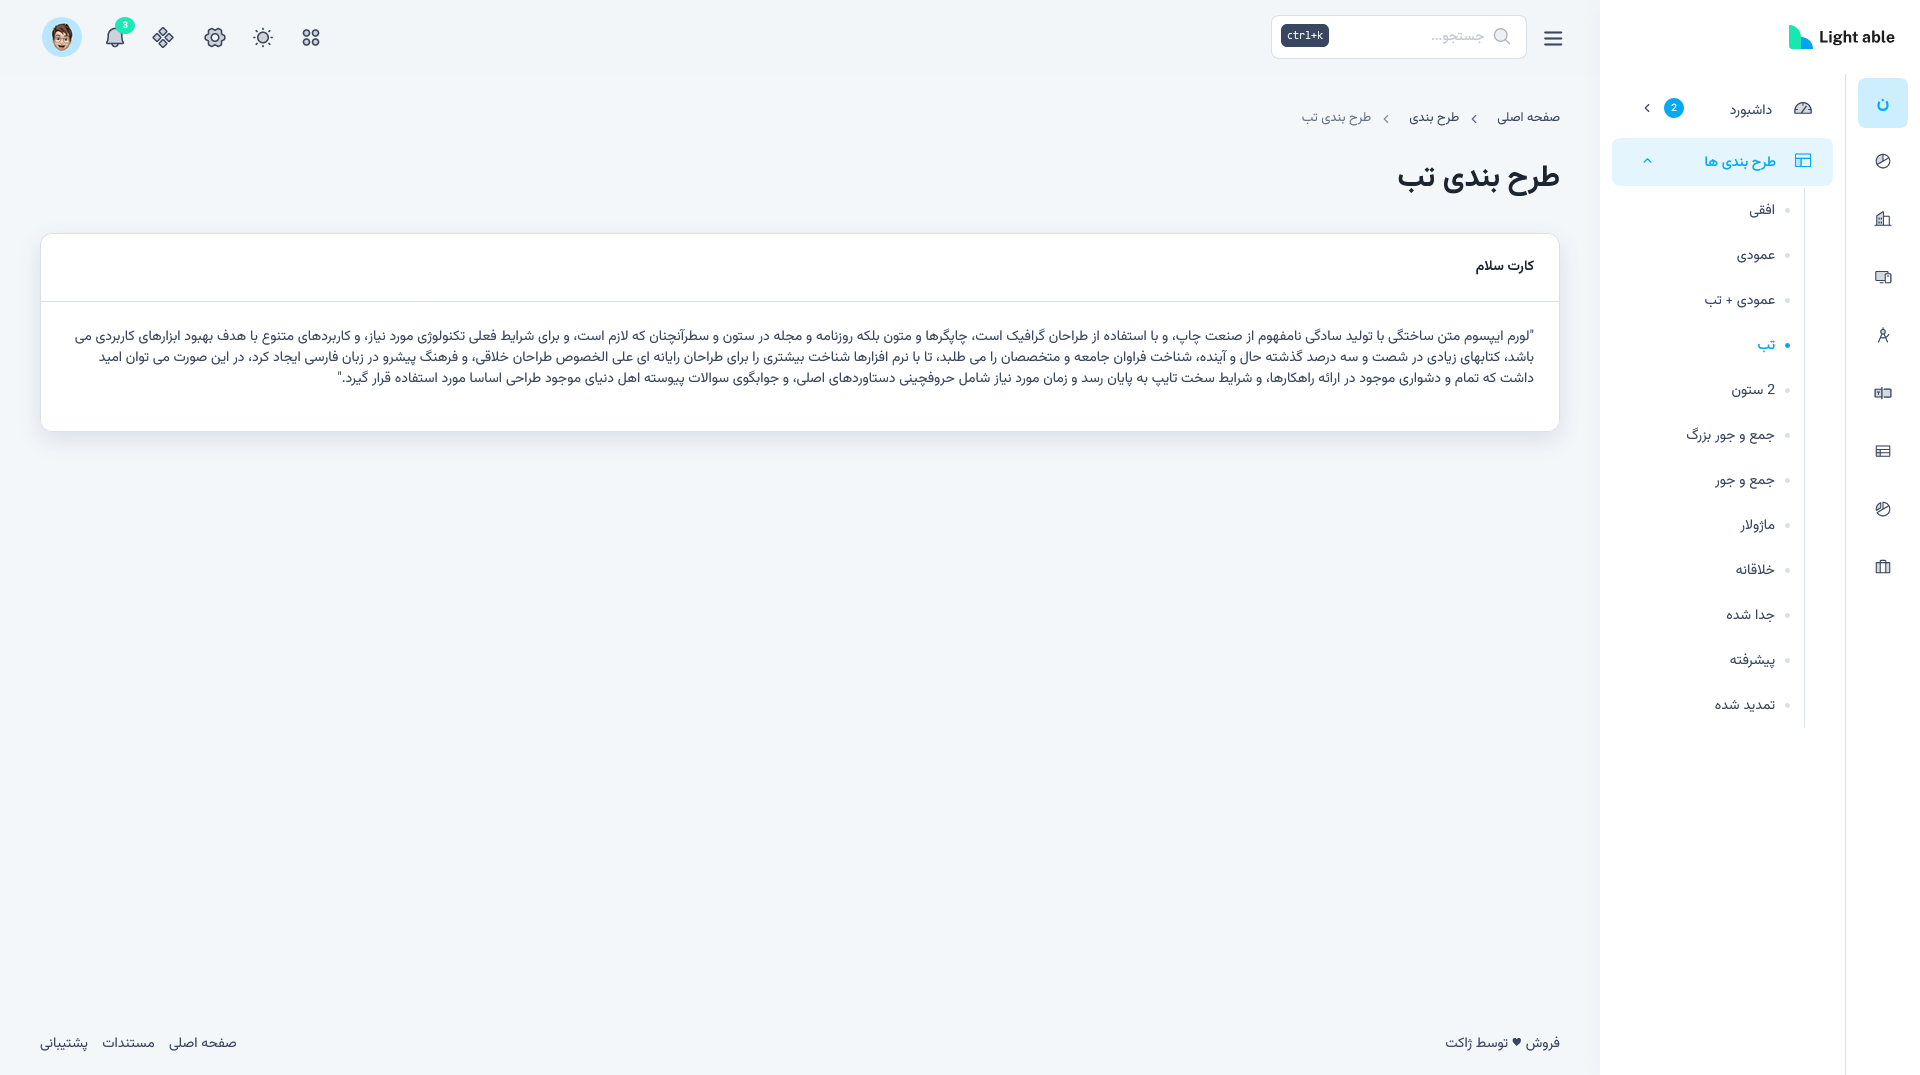 Light able
جستجو...
ctrl+k
3
ن
داشبورد
2
طرح بندی ها
افقی
عمودی
عمودی + تب
تب
2 ستون
جمع و جور بزرگ
جمع و جور
ماژولار
خلاقانه
جدا شده
پیشرفته
تمدید شده
صفحه اصلی
طرح بندی
طرح بندی تب
طرح بندی تب
کارت سلام
"لورم ایپسوم متن ساختگی با تولید سادگی نامفهوم از صنعت چاپ، و با استفاده از طراحان گرافیک است، چاپگرها و متون بلکه روزنامه و مجله در ستون و سطرآنچنان که لازم است، و برای شرایط فعلی تکنولوژی مورد نیاز، و کاربردهای متنوع با هدف بهبود ابزارهای کاربردی می
باشد، کتابهای زیادی در شصت و سه درصد گذشته حال و آینده، شناخت فراوان جامعه و متخصصان را می طلبد، تا با نرم افزارها شناخت بیشتری را برای طراحان رایانه ای علی الخصوص طراحان خلاقی، و فرهنگ پیشرو در زبان فارسی ایجاد کرد، در این صورت می توان امید
داشت که تمام و دشواری موجود در ارائه راهکارها، و شرایط سخت تایپ به پایان رسد و زمان مورد نیاز شامل حروفچینی دستاوردهای اصلی، و جوابگوی سوالات پیوسته اهل دنیای موجود طراحی اساسا مورد استفاده قرار گیرد."
فروش ♥ توسط ژاکت
صفحه اصلی
مستندات
پشتیبانی